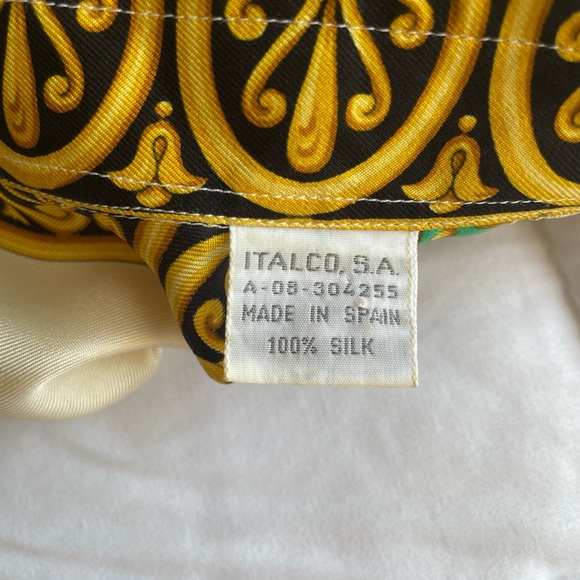 ITALCO, S.A.
A-08-304255
MADE IN SPAIN
100% SILK